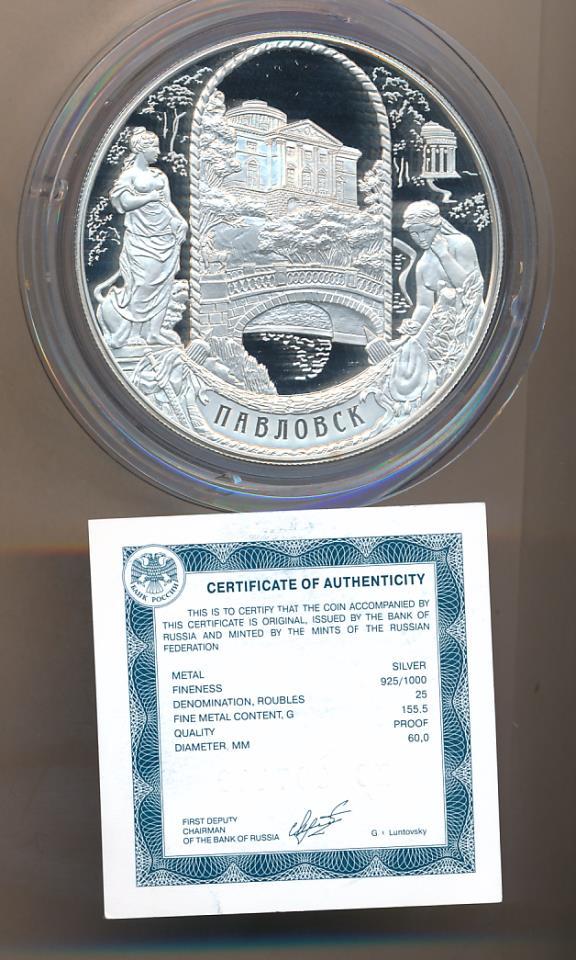 ПАВЛОВСК
БАНК РОССИИ
CERTIFICATE OF AUTHENTICITY
THIS IS TO CERTIFY THAT THE COIN ACCOMPANIED BY
THIS CERTIFICATE IS ORIGINAL, ISSUED BY THE BANK OF
RUSSIA AND MINTED BY THE MINTS OF THE RUSSIAN
FEDERATION
METAL SILVER
FINENESS 925/1000
DENOMINATION, ROUBLES 25
FINE METAL CONTENT, G 155,5
QUALITY PROOF
DIAMETER, MM 60,0
FIRST DEPUTY
CHAIRMAN
OF THE BANK OF RUSSIA
G. Luntovsky